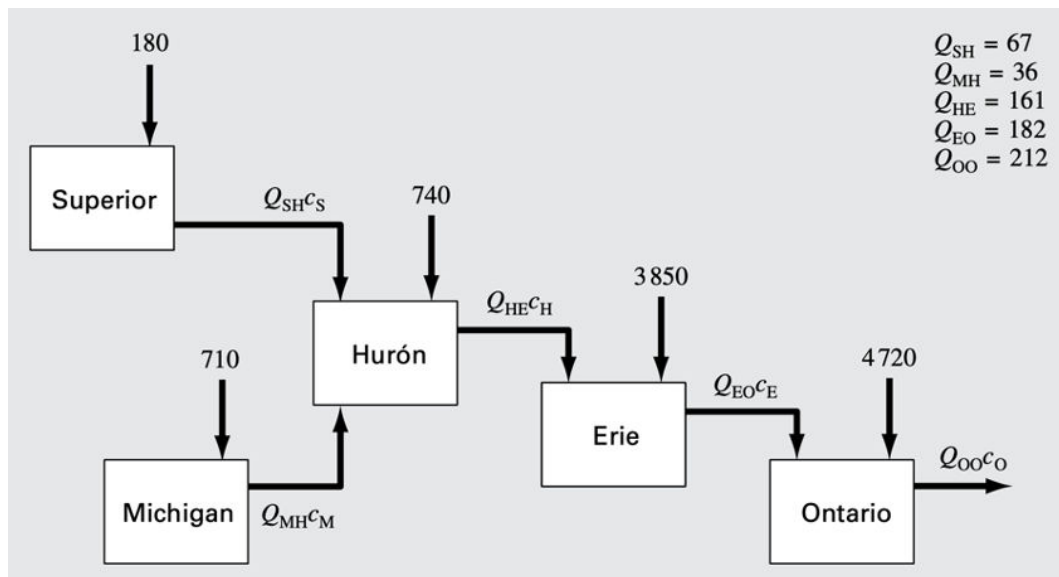 180
Q_SH = 67
Q_MH = 36
Q_HE = 161
Q_EO = 182
Q_OO = 212
Superior
Q_SHc_S
740
Q_HEc_H
3 850
710
Hurón
4 720
Q_EOc_E
Erie
Q_OOc_O
Michigan
Q_MHc_M
Ontario